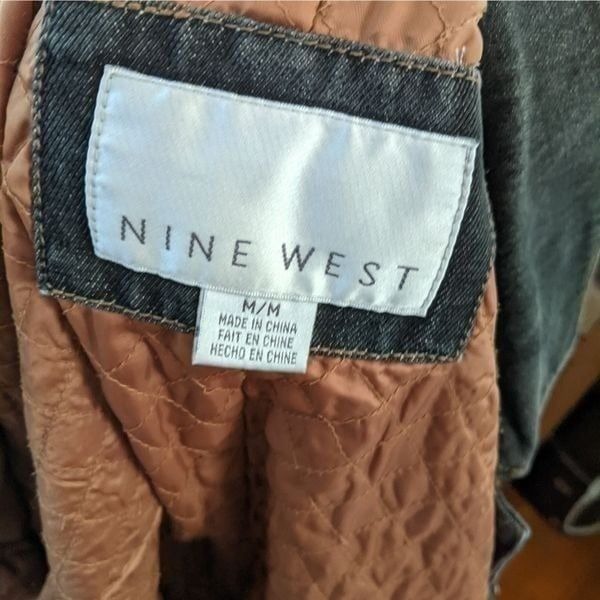 NINE WEST
M/M
MADE IN CHINA
FAIT EN CHINE
HECHO EN CHINE